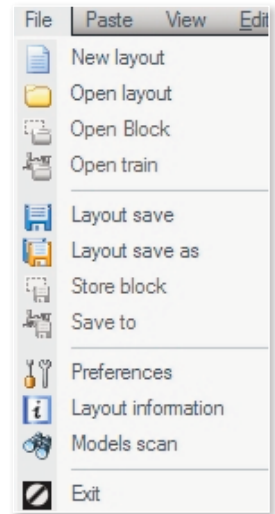 File Paste View Edit
New layout
Open layout
Open Block
Open train
Layout save
Layout save as
Store block
Save to
Preferences
Layout information
Models scan
Exit